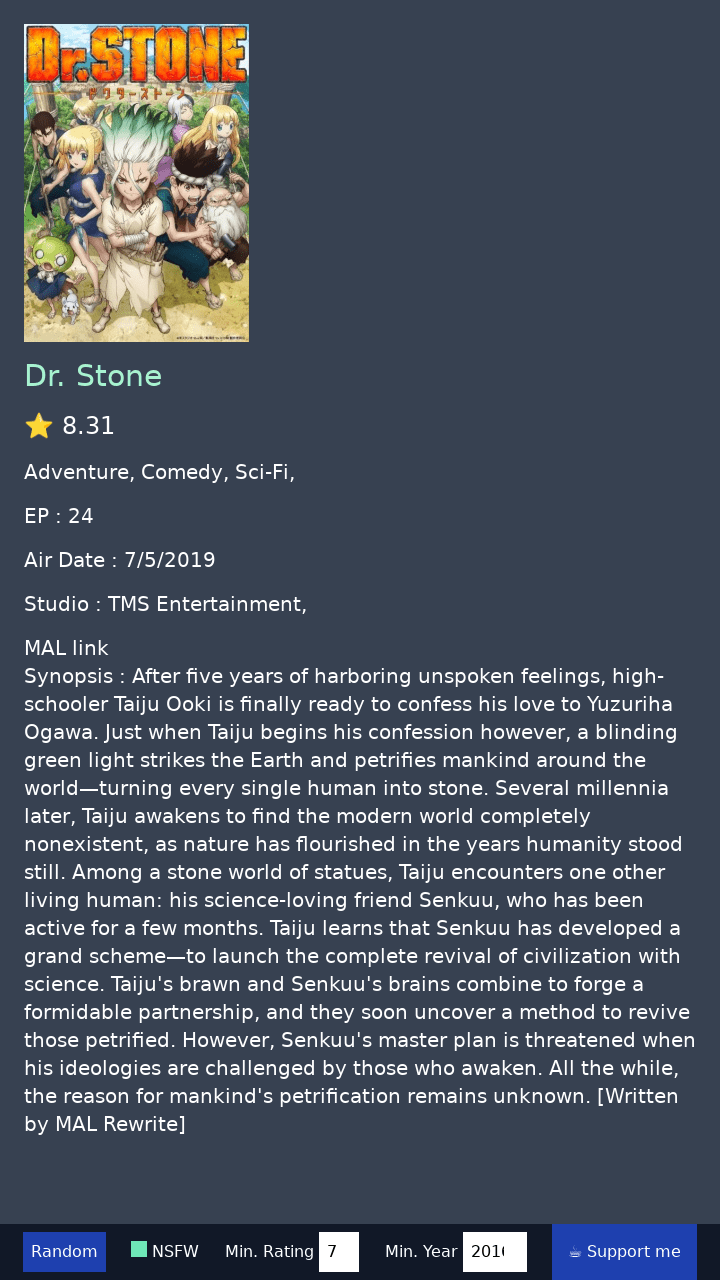 Dr.STONE
ドクターストーン
Dr. Stone
⭐ 8.31
Adventure, Comedy, Sci-Fi,
EP : 24
Air Date : 7/5/2019
Studio : TMS Entertainment,
MAL link
Synopsis : After five years of harboring unspoken feelings, high-
schooler Taiju Ooki is finally ready to confess his love to Yuzuriha
Ogawa. Just when Taiju begins his confession however, a blinding
green light strikes the Earth and petrifies mankind around the
world—turning every single human into stone. Several millennia
later, Taiju awakens to find the modern world completely
nonexistent, as nature has flourished in the years humanity stood
still. Among a stone world of statues, Taiju encounters one other
living human: his science-loving friend Senkuu, who has been
active for a few months. Taiju learns that Senkuu has developed a
grand scheme—to launch the complete revival of civilization with
science. Taiju's brawn and Senkuu's brains combine to forge a
formidable partnership, and they soon uncover a method to revive
those petrified. However, Senkuu's master plan is threatened when
his ideologies are challenged by those who awaken. All the while,
the reason for mankind's petrification remains unknown. [Written
by MAL Rewrite]
Random NSFW Min. Rating 7 Min. Year 201 ☕ Support me